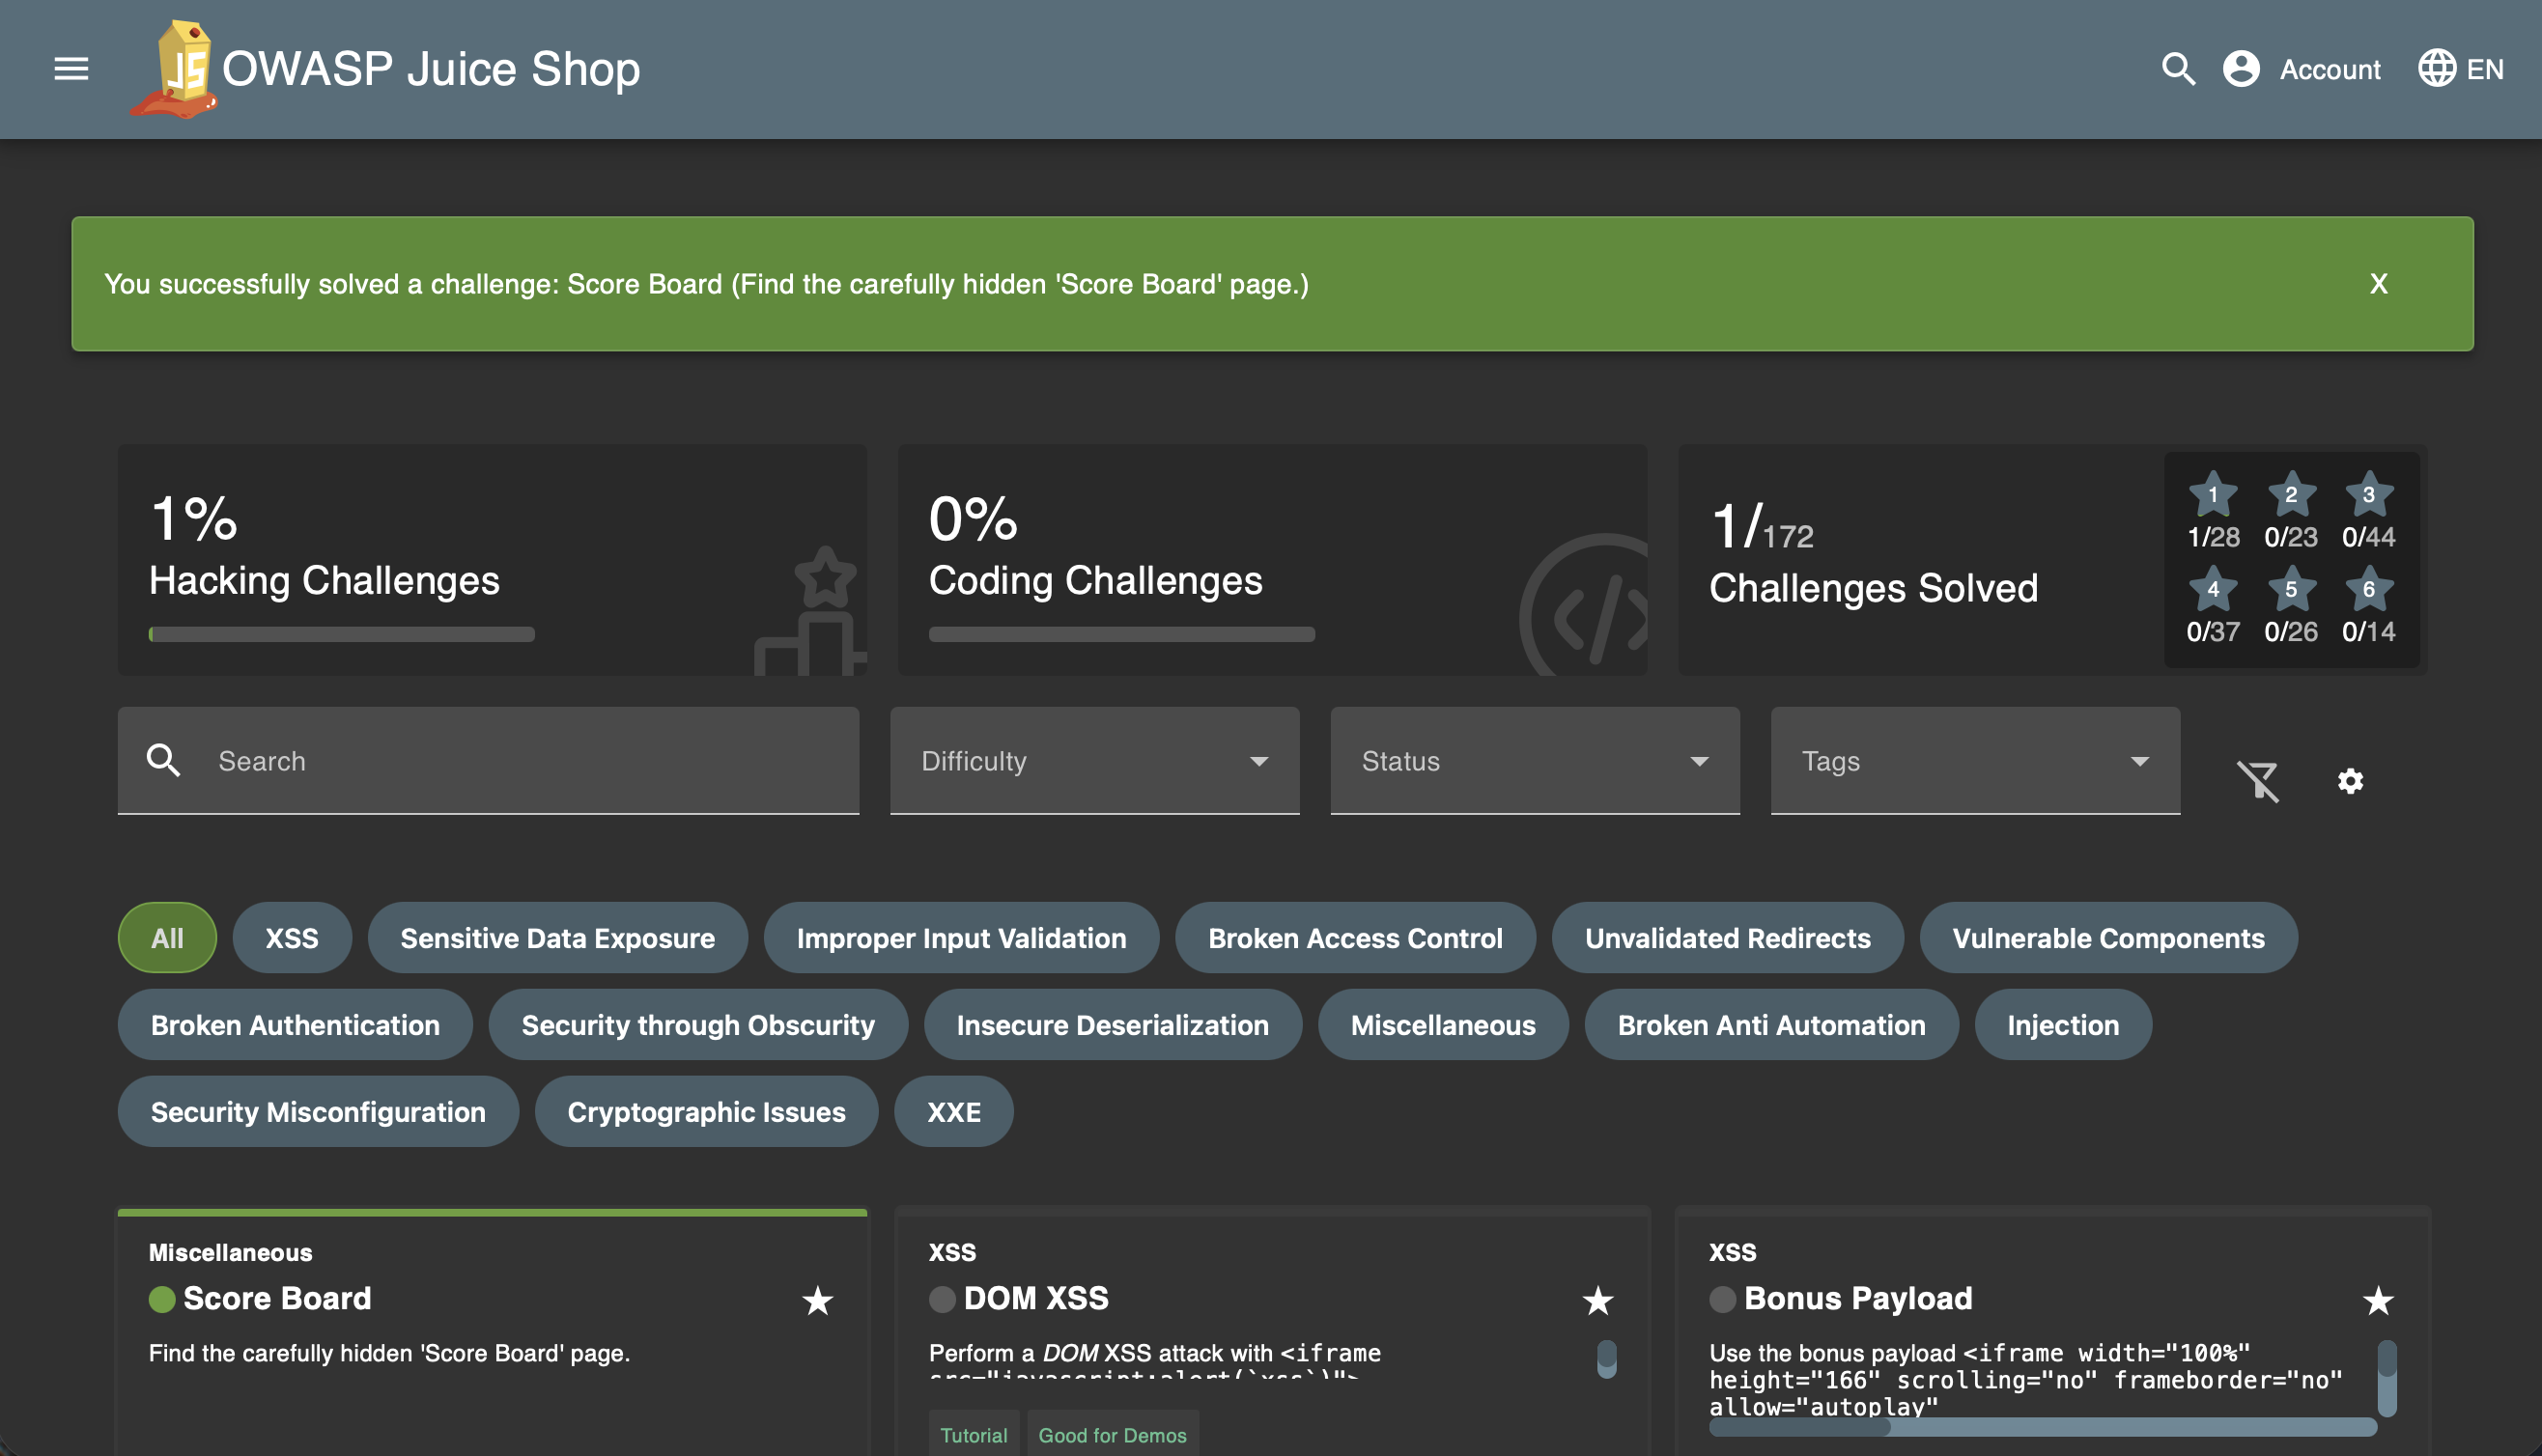 JS OWASP Juice Shop
Account
EN
You successfully solved a challenge: Score Board (Find the carefully hidden 'Score Board' page.)
X
1%
Hacking Challenges
0%
Coding Challenges
1/172
Challenges Solved
1 2 3
1/28 0/23 0/44
4 5 6
0/37 0/26 0/14
Search
Difficulty
Status
Tags
All XSS Sensitive Data Exposure Improper Input Validation Broken Access Control Unvalidated Redirects Vulnerable Components
Broken Authentication Security through Obscurity Insecure Deserialization Miscellaneous Broken Anti Automation Injection
Security Misconfiguration Cryptographic Issues XXE
Miscellaneous
Score Board
Find the carefully hidden 'Score Board' page.
XSS
DOM XSS
Perform a DOM XSS attack with <iframe
src="javascript:alert(`xss`)">
Tutorial Good for Demos
XSS
Bonus Payload
Use the bonus payload <iframe width="100%"
height="166" scrolling="no" frameborder="no"
allow="autoplay"